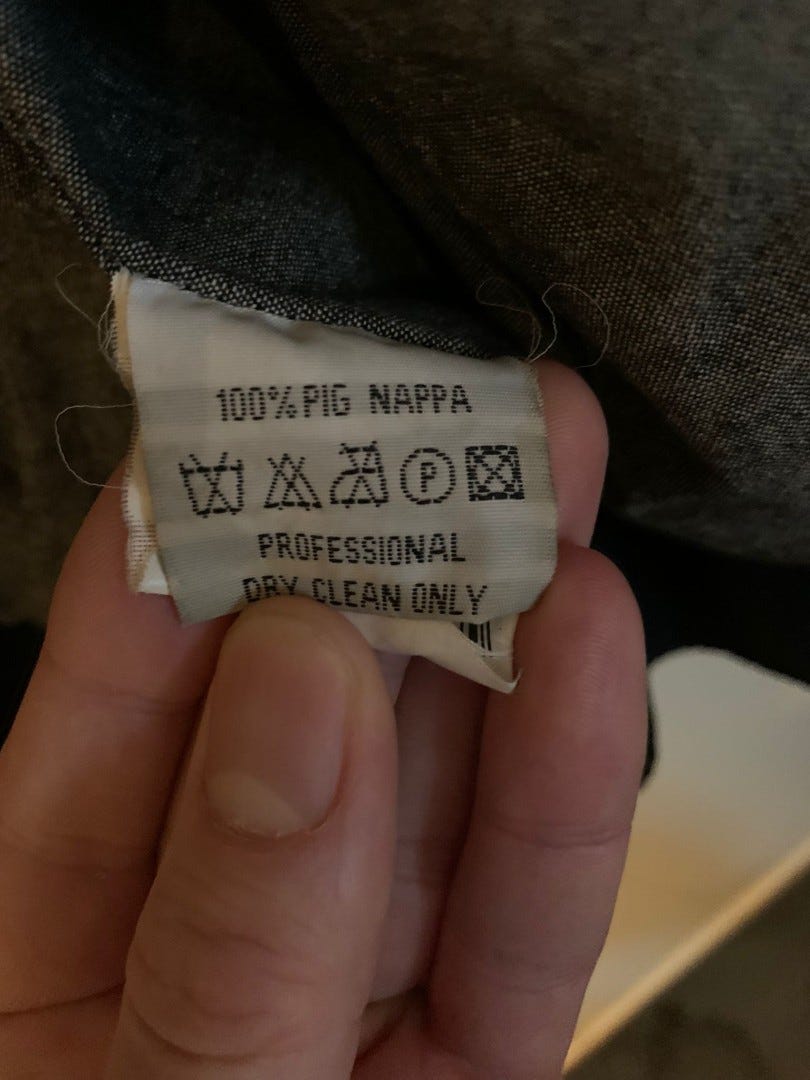 100% PIG NAPPA
P
PROFESSIONAL
DRY CLEAN ONLY